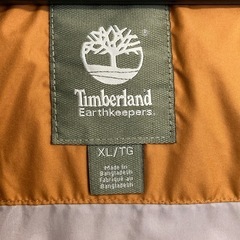 Timberland
Earthkeepers.
XL/TG
Made in
Bangladesh
Fabriqué au
Bangladesh